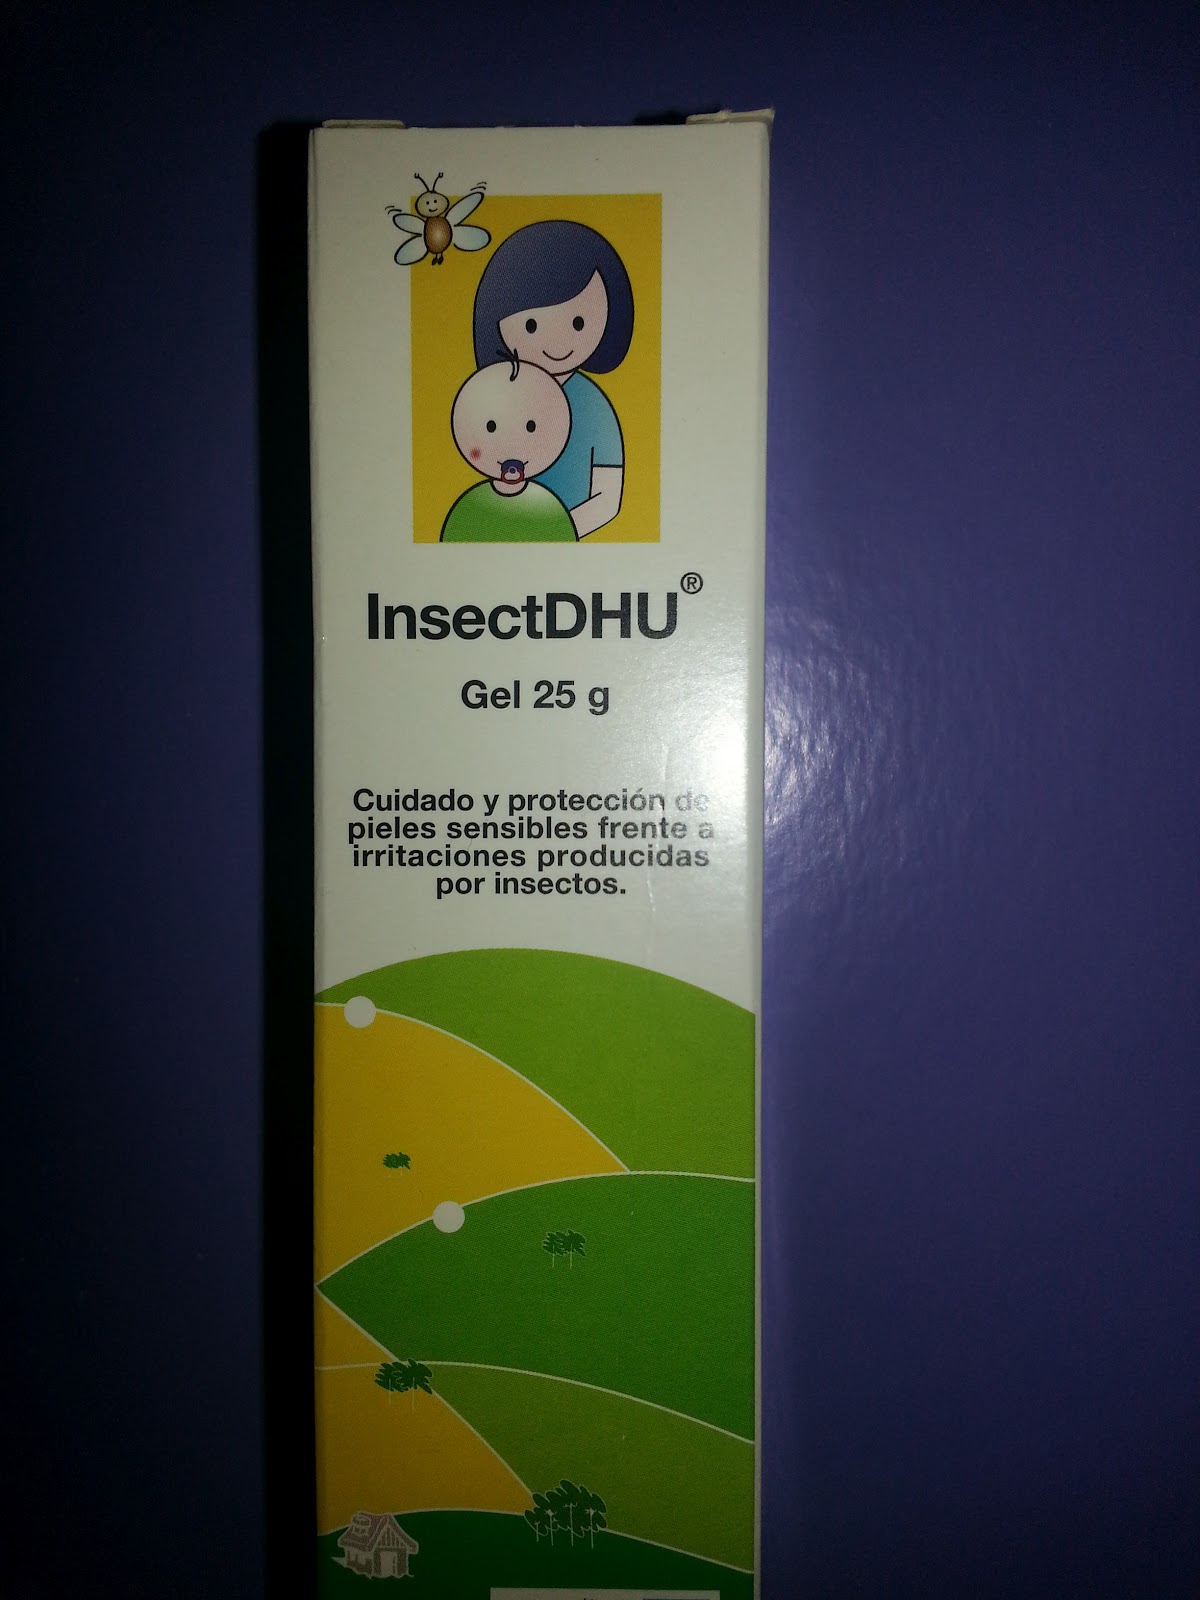 InsectDHU®
Gel 25 g
Cuidado y protección de
pieles sensibles frente a
irritaciones producidas
por insectos.